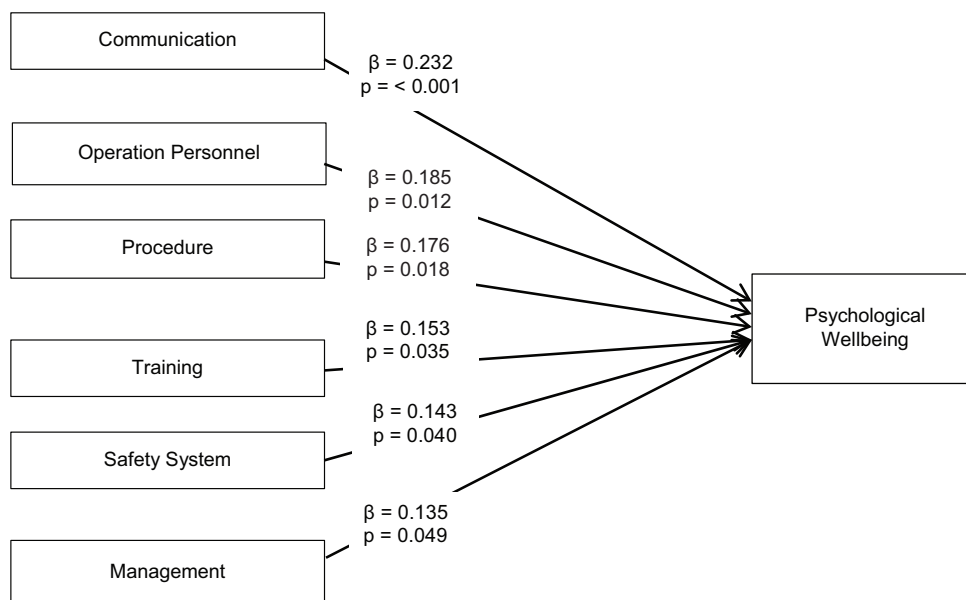 Communication
β = 0.232
p = < 0.001
Operation Personnel
β = 0.185
p = 0.012
Procedure
β = 0.176
p = 0.018
Training
β = 0.153
p = 0.035
Safety System
β = 0.143
p = 0.040
Management
β = 0.135
p = 0.049
Psychological
Wellbeing